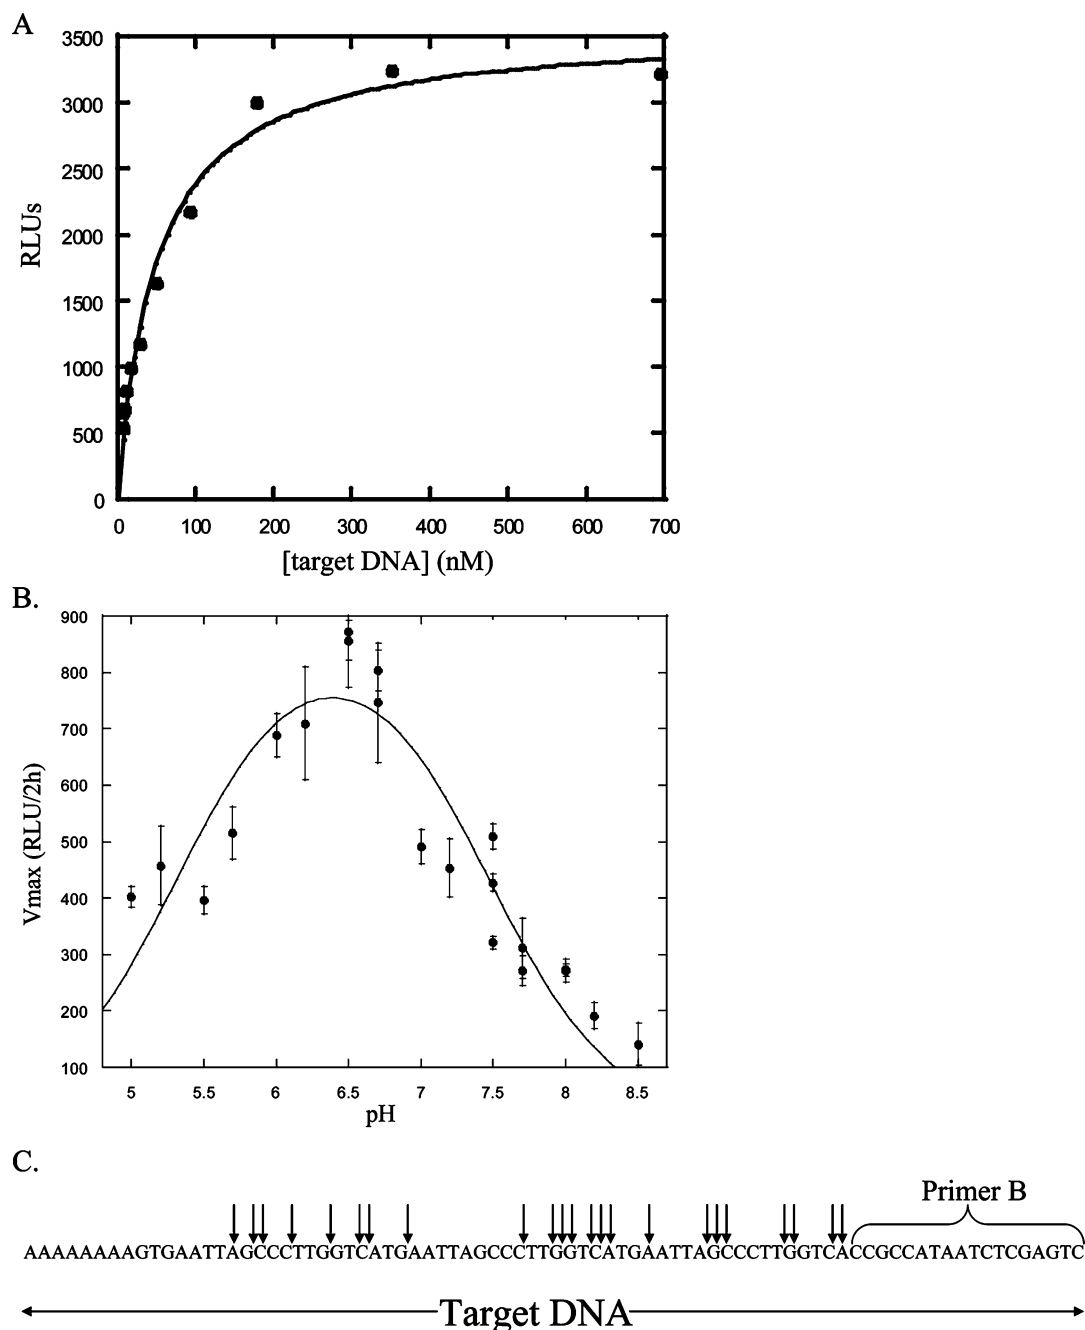 A
3500
3000
2500
2000
1500
1000
500
0
RLUs
0 100 200 300 400 500 600 700
[target DNA] (nM)
B.
900
800
700
600
500
400
300
200
100
Vmax (RLU/2h)
5 5.5 6 6.5 7 7.5 8 8.5
pH
C.
Primer B
AAAAAAAAGTGAATTAGCCCTTGGTCATGAATTAGCCCTTGGTCATGAATTAGCCCTTGGTCACCGCCATAATCTCGAGTC
Target DNA